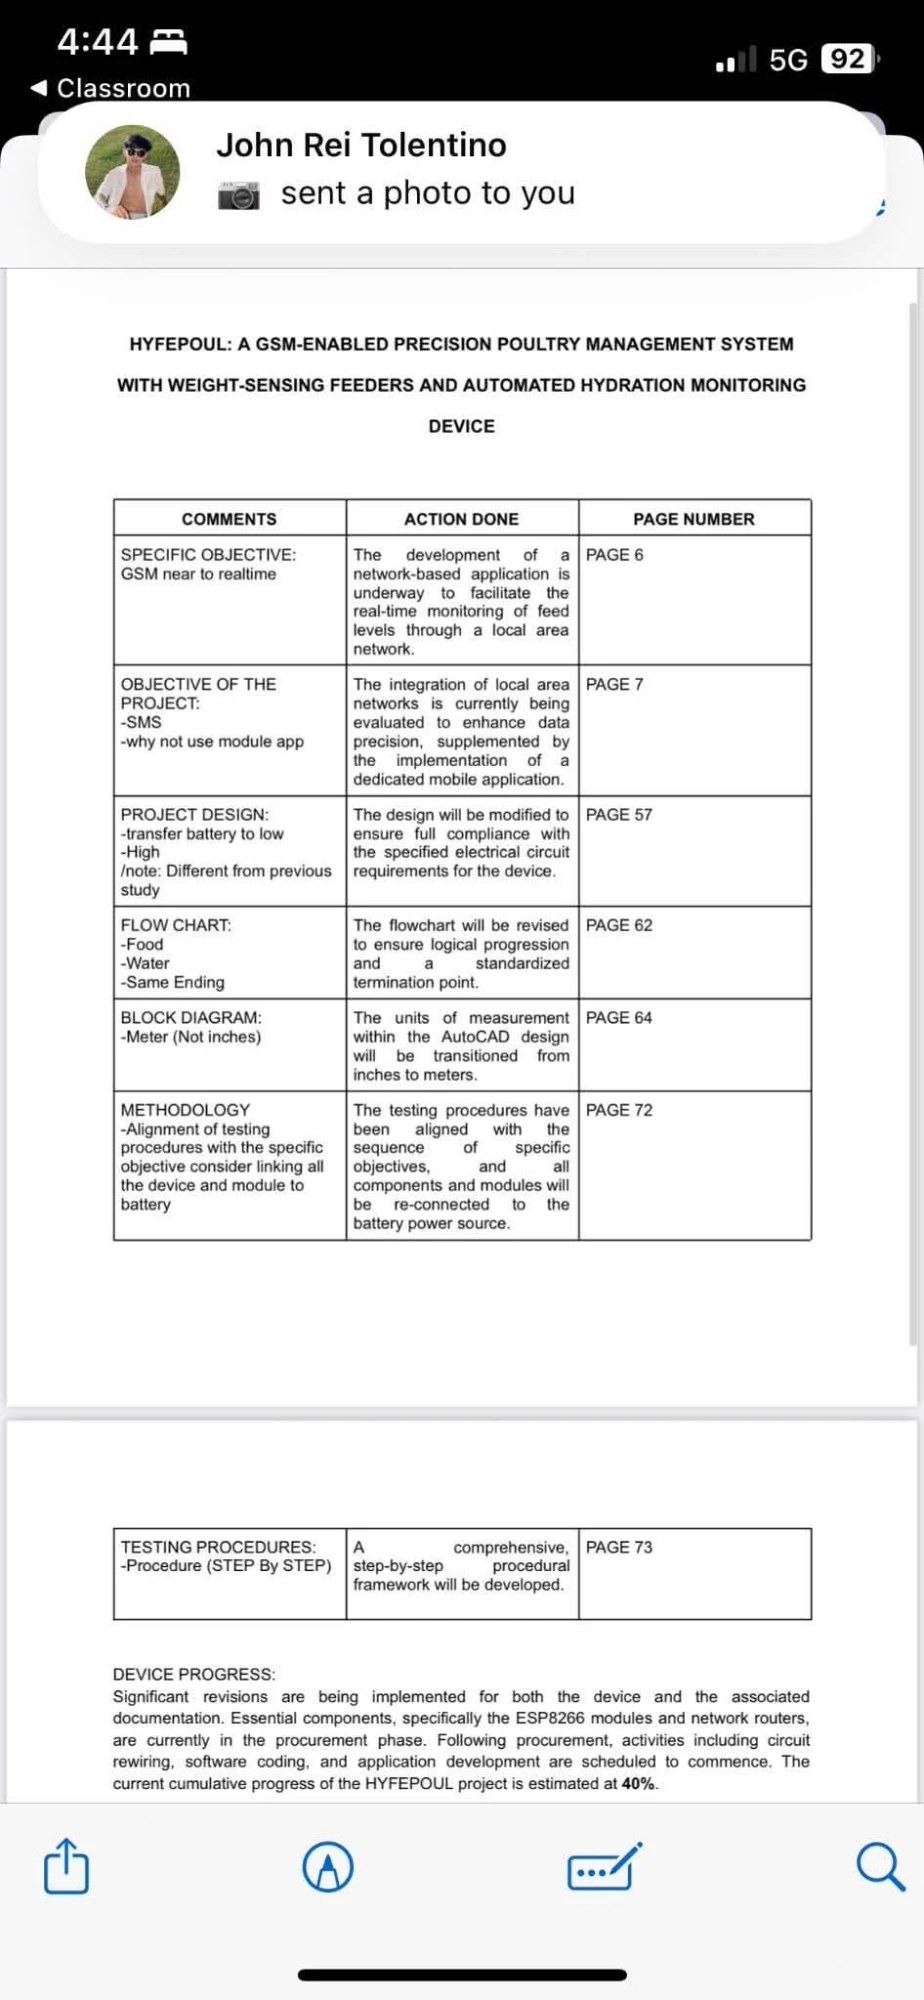 4:44
5G 92
◀ Classroom
John Rei Tolentino
📷 sent a photo to you
HYFEPOUL: A GSM-ENABLED PRECISION POULTRY MANAGEMENT SYSTEM
WITH WEIGHT-SENSING FEEDERS AND AUTOMATED HYDRATION MONITORING
DEVICE
COMMENTS
ACTION DONE
PAGE NUMBER
SPECIFIC OBJECTIVE:
GSM near to realtime
The development of a
network-based application is
underway to facilitate the
real-time monitoring of feed
levels through a local area
network.
PAGE 6
OBJECTIVE OF THE
PROJECT:
-SMS
-why not use module app
The integration of local area
networks is currently being
evaluated to enhance data
precision, supplemented by
the implementation of a
dedicated mobile application.
PAGE 7
PROJECT DESIGN:
-transfer battery to low
-High
/note: Different from previous
study
The design will be modified to
ensure full compliance with
the specified electrical circuit
requirements for the device.
PAGE 57
FLOW CHART:
-Food
-Water
-Same Ending
The flowchart will be revised
to ensure logical progression
and a standardized
termination point.
PAGE 62
BLOCK DIAGRAM:
-Meter (Not inches)
The units of measurement
within the AutoCAD design
will be transitioned from
inches to meters.
PAGE 64
METHODOLOGY
-Alignment of testing
procedures with the specific
objective consider linking all
the device and module to
battery
The testing procedures have
been aligned with the
sequence of specific
objectives, and all
components and modules will
be re-connected to the
battery power source.
PAGE 72
TESTING PROCEDURES:
-Procedure (STEP By STEP)
A comprehensive,
step-by-step procedural
framework will be developed.
PAGE 73
DEVICE PROGRESS:
Significant revisions are being implemented for both the device and the associated
documentation. Essential components, specifically the ESP8266 modules and network routers,
are currently in the procurement phase. Following procurement, activities including circuit
rewiring, software coding, and application development are scheduled to commence. The
current cumulative progress of the HYFEPOUL project is estimated at 40%.